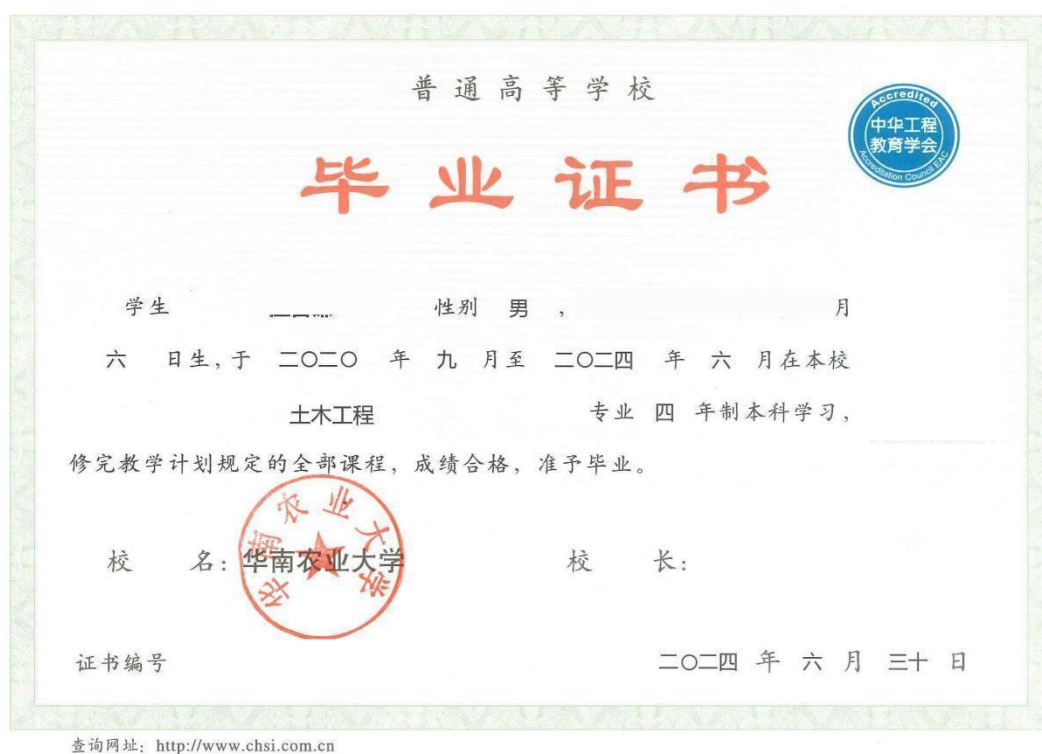 普通高等学校
Accredited
中华工程
教育学会
Accreditation Council EAC
毕业证书
学生 性别 男 , 月
六 日生,于 二〇二〇 年 九 月至 二〇二四 年 六 月在本校
土木工程 专业 四 年制本科学习,
修完教学计划规定的全部课程,成绩合格,准予毕业。
华南农业大学
校 名:华南农业大学 校 长:
证书编号 二〇二四 年 六 月 三十 日
查询网址:http://www.chsi.com.cn